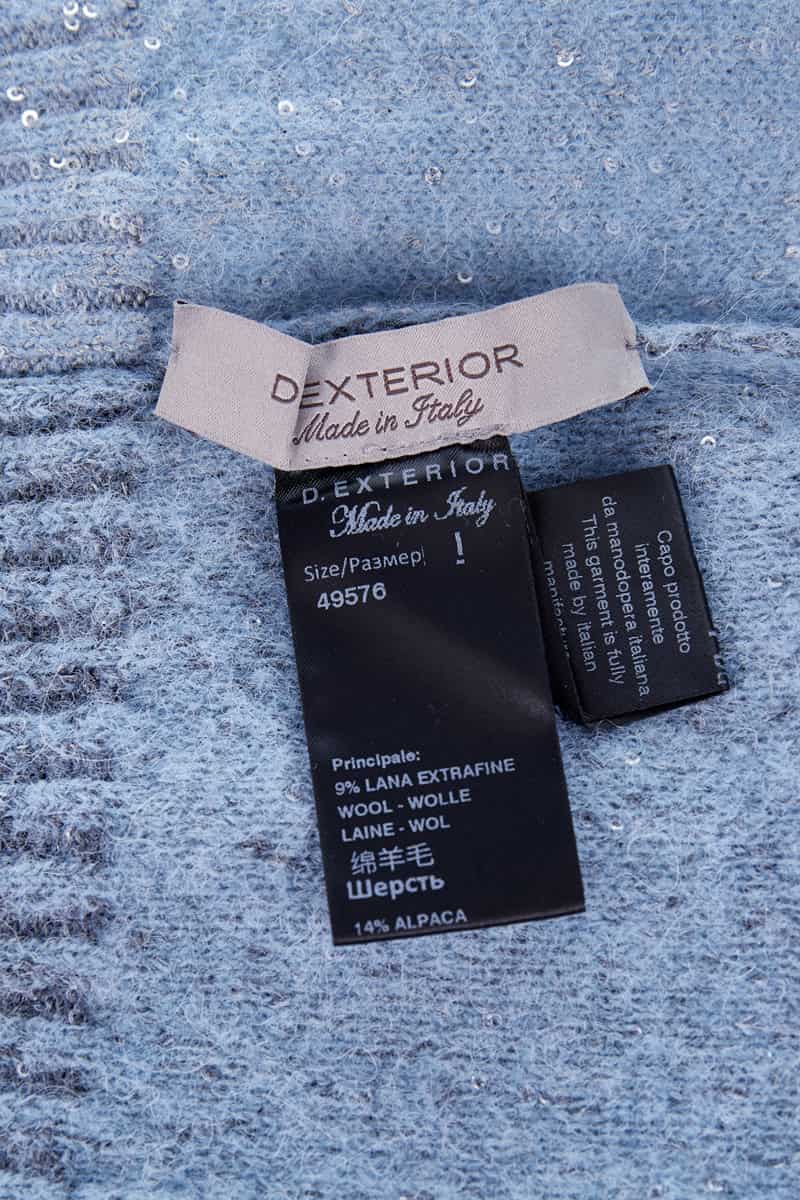 D.EXTERIOR
Made in Italy
D.EXTERIOR
Made in Italy
Size/Размер
49576
Principale:
9% LANA EXTRAFINE
WOOL - WOLLE
LAINE - WOL
绵羊毛
Шерсть
14% ALPACA
Capo prodotto
interamente
da manodopera italiana
This garment is fully
made by italian